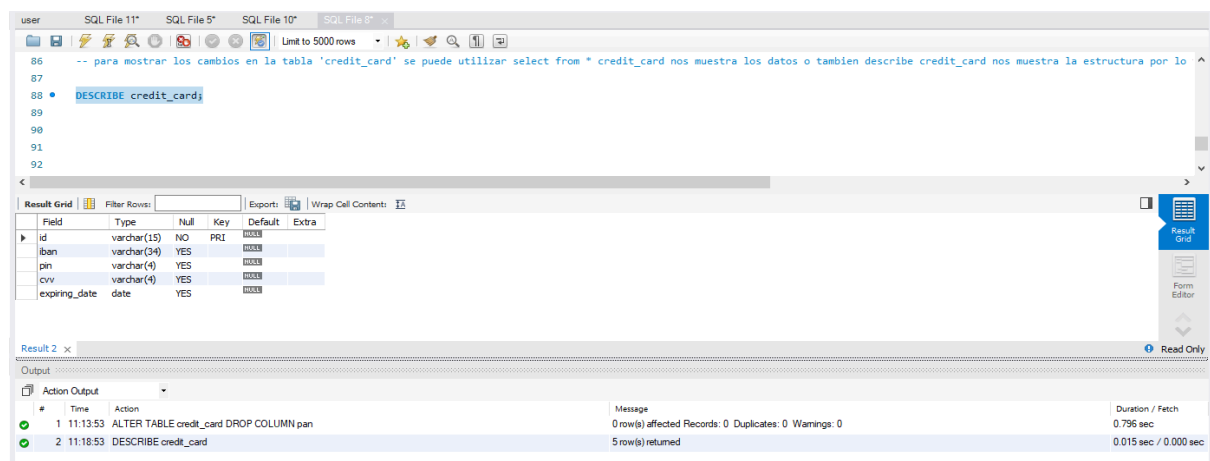 user SQL File 11* SQL File 5* SQL File 10* SQL File 8* ×
Limit to 5000 rows
86 -- para mostrar los cambios en la tabla 'credit_card' se puede utilizar select from * credit_card nos muestra los datos o tambien describe credit_card nos muestra la estructura por lo
87
88 DESCRIBE credit_card;
89
90
91
92
Result Grid Filter Rows: Export: Wrap Cell Content: IA
Field Type Null Key Default Extra
id varchar(15) NO PRI NULL
iban varchar(34) YES NULL
pin varchar(4) YES NULL
cvv varchar(4) YES NULL
expiring_date date YES NULL
Result Grid
Form Editor
Result 2 × Read Only
Output
Action Output
# Time Action Message Duration / Fetch
1 11:13:53 ALTER TABLE credit_card DROP COLUMN pan 0 row(s) affected Records: 0 Duplicates: 0 Warnings: 0 0.796 sec
2 11:18:53 DESCRIBE credit_card 5 row(s) returned 0.015 sec / 0.000 sec